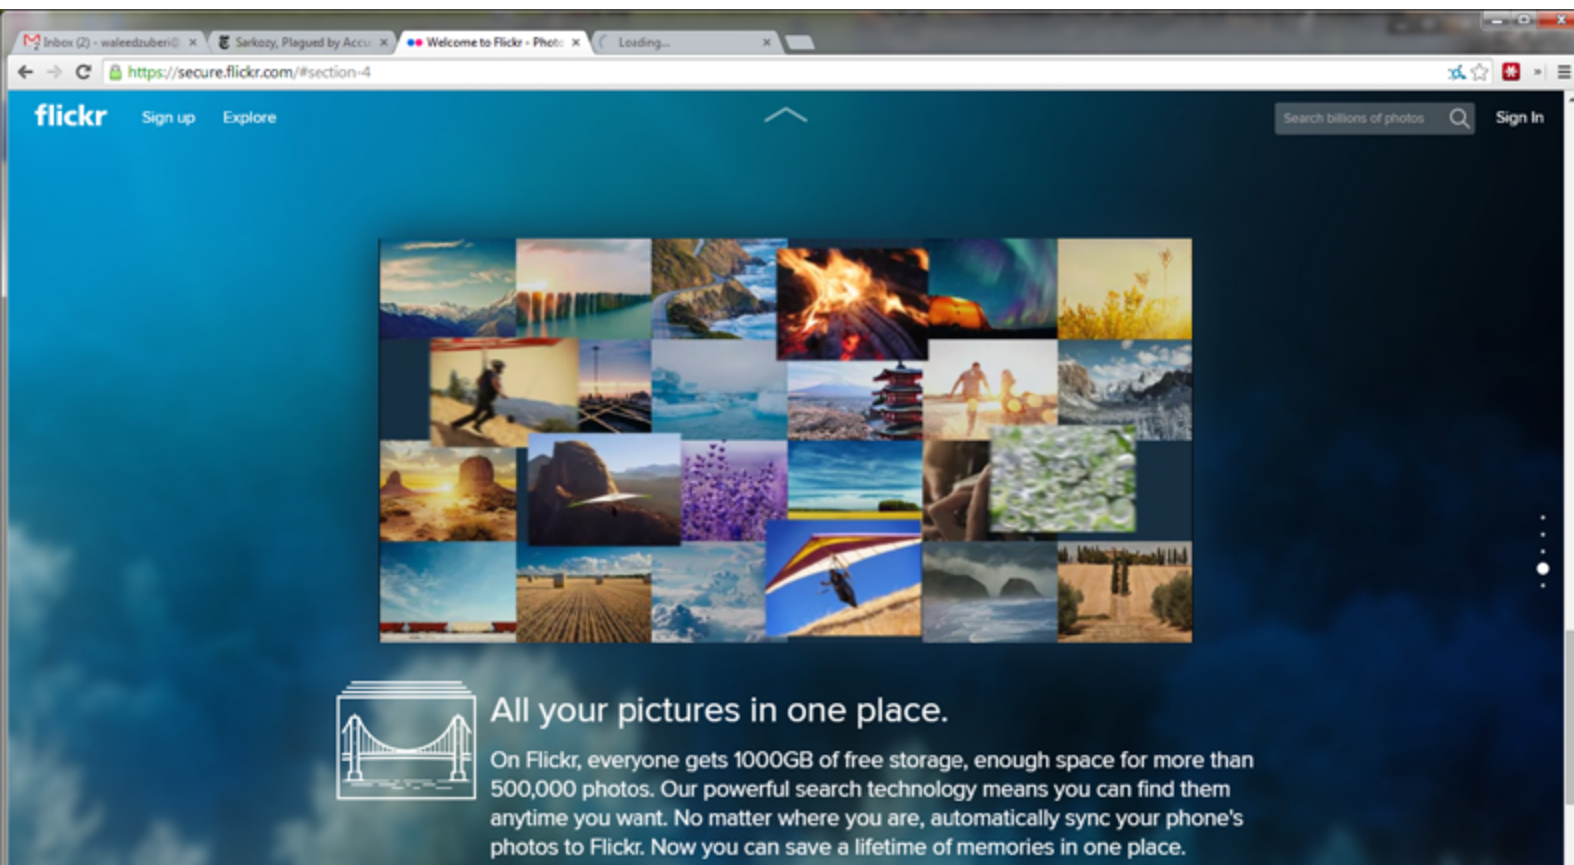 Inbox (2) - waleedzuberi@
Sarkozy, Plagued by Accu
Welcome to Flickr - Phot
Loading...
https://secure.flickr.com/#section-4
flickr
Sign up
Explore
Search billions of photos
Sign In
All your pictures in one place.
On Flickr, everyone gets 1000GB of free storage, enough space for more than
500,000 photos. Our powerful search technology means you can find them
anytime you want. No matter where you are, automatically sync your phone's
photos to Flickr. Now you can save a lifetime of memories in one place.